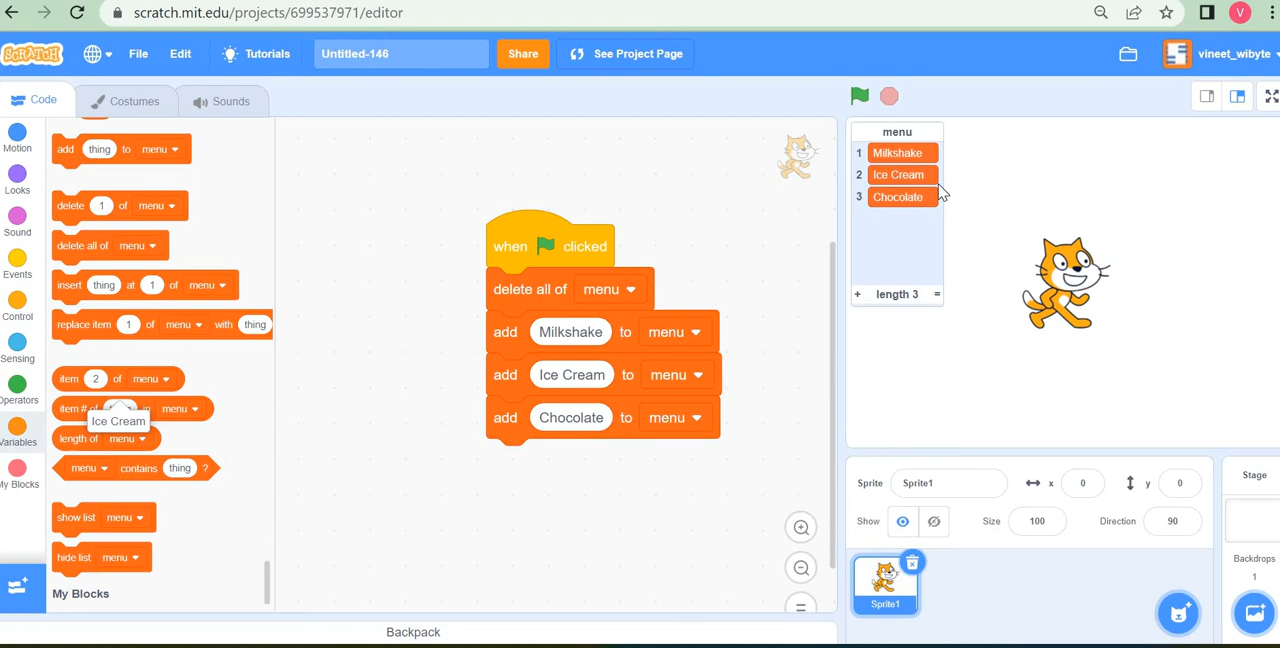 scratch.mit.edu/projects/699537971/editor
V
SCRATCH
File Edit Tutorials Untitled-146 Share See Project Page vineet_wibyte
Code Costumes Sounds
Motion
Looks
Sound
Events
Control
Sensing
Operators
Variables
My Blocks
add thing to menu
delete 1 of menu
delete all of menu
insert thing at 1 of menu
replace item 1 of menu with thing
item 2 of menu
item # of in menu
Ice Cream
length of menu
menu contains thing ?
show list menu
hide list menu
My Blocks
when clicked
delete all of menu
add Milkshake to menu
add Ice Cream to menu
add Chocolate to menu
menu
1 Milkshake
2 Ice Cream
3 Chocolate
+ length 3 =
Sprite Sprite1 x 0 y 0
Show Size 100 Direction 90
Sprite1
Stage
Backdrops
1
Backpack